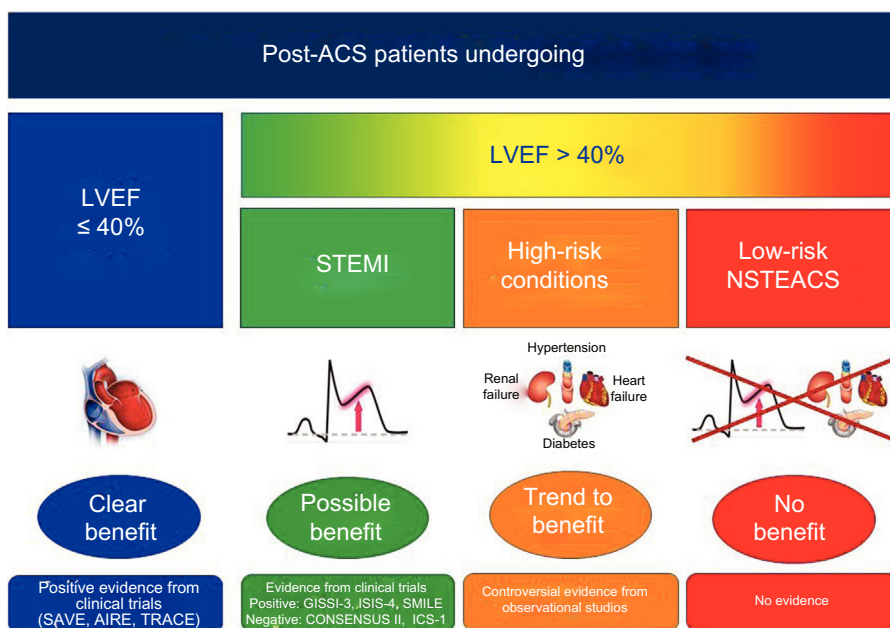 Post-ACS patients undergoing
LVEF
≤ 40%
LVEF > 40%
STEMI
High-risk
conditions
Low-risk
NSTEACS
Hypertension
Renal
failure
Heart
failure
Diabetes
Clear
benefit
Possible
benefit
Trend to
benefit
No
benefit
Positive evidence from
clinical trials
(SAVE, AIRE, TRACE)
Evidence from clinical trials
Positive: GISSI-3, ISIS-4, SMILE
Negative: CONSENSUS II, ICS-1
Controversial evidence from
observational studios
No evidence